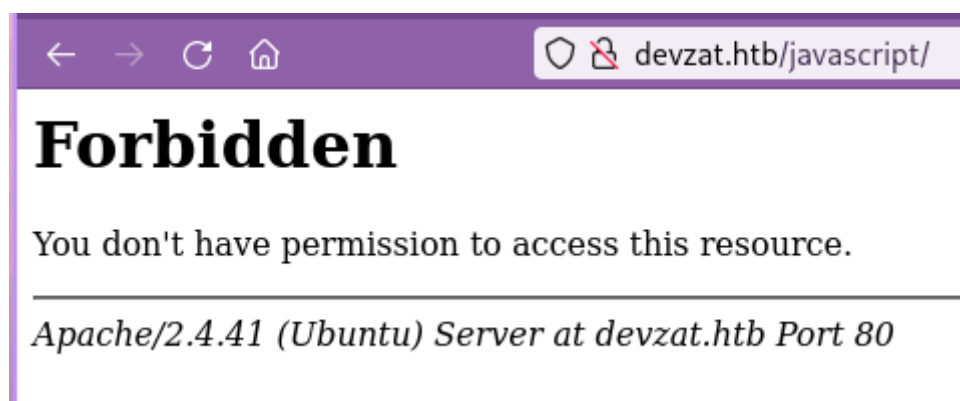 devzat.htb/javascript/
Forbidden
You don't have permission to access this resource.
Apache/2.4.41 (Ubuntu) Server at devzat.htb Port 80